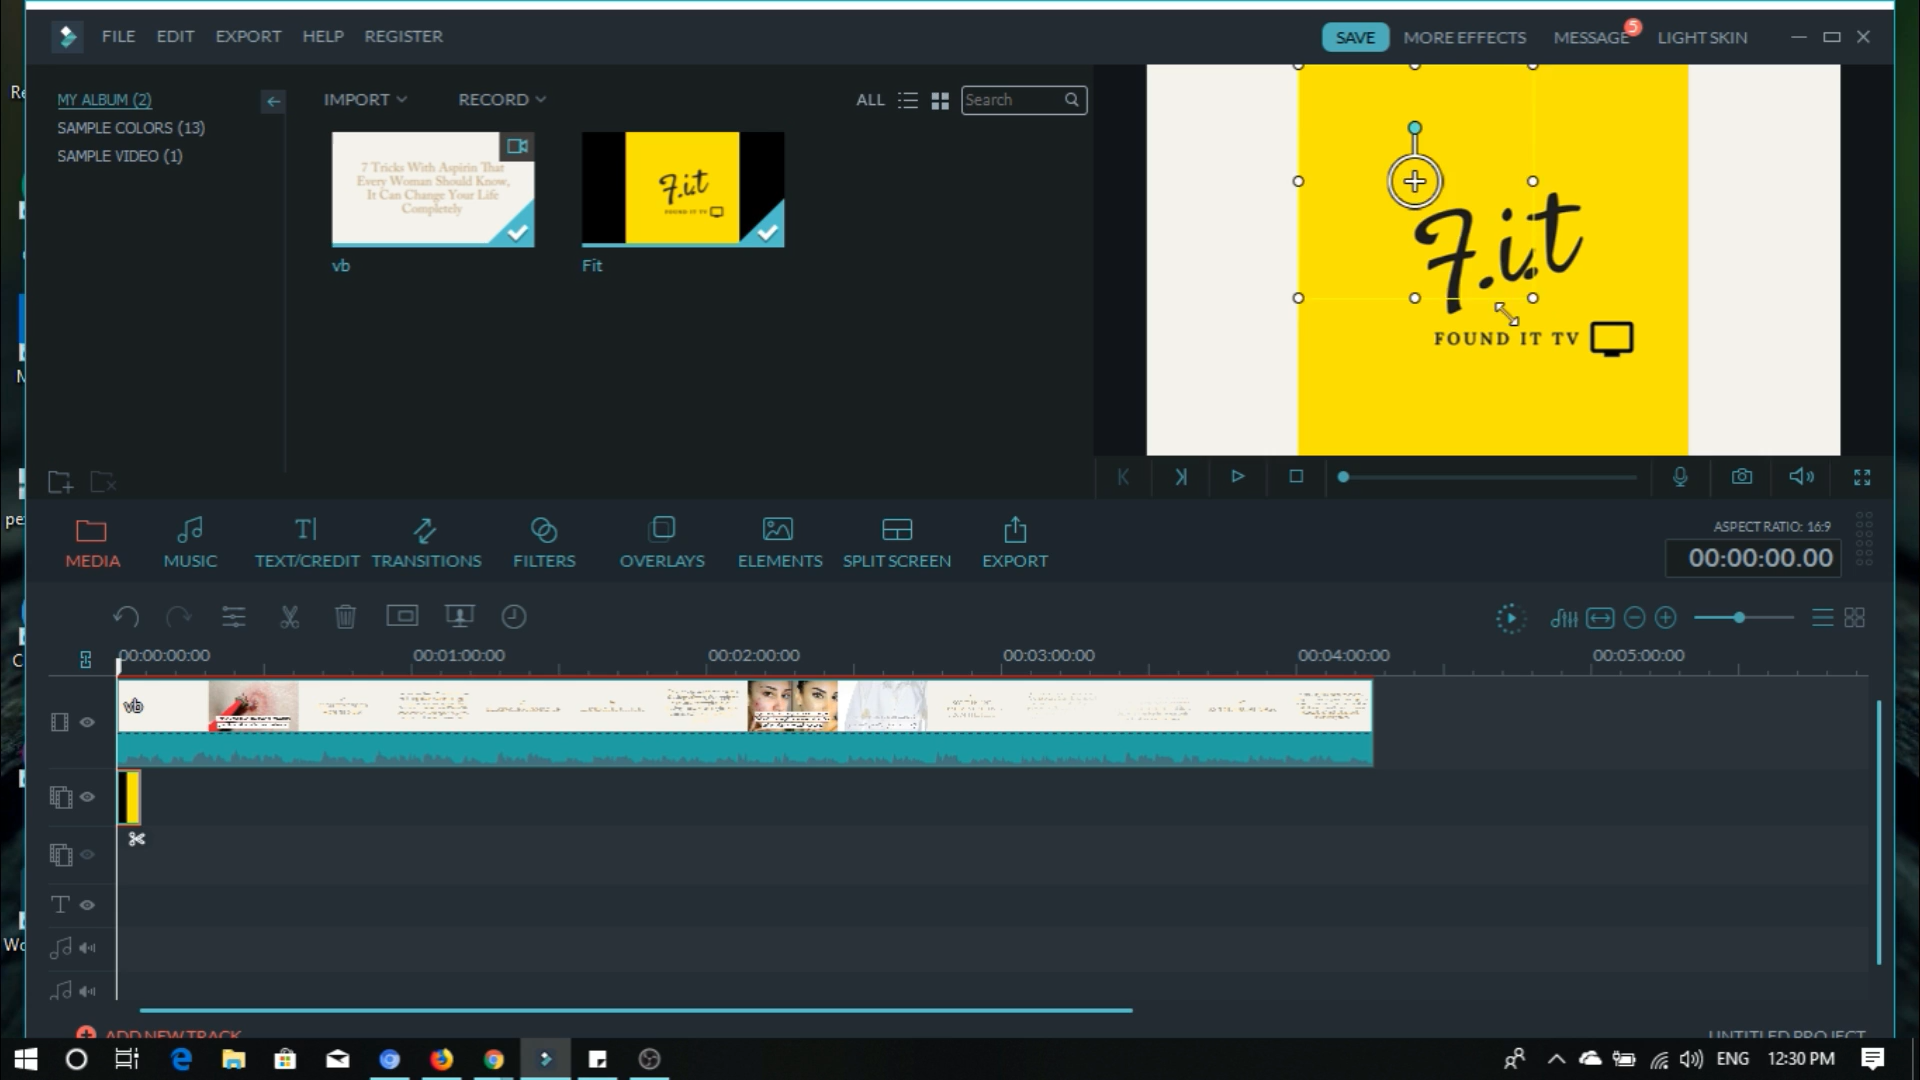 FILE EDIT EXPORT HELP REGISTER
SAVE MORE EFFECTS MESSAGE 5 LIGHT SKIN
MY ALBUM (2)
SAMPLE COLORS (13)
SAMPLE VIDEO (1)
IMPORT RECORD ALL Search
7 Tricks With Aspirin That
Every Woman Should Know,
It Can Change Your Life
Completely
vb
F.i.t
FOUND IT TV
Fit
F.i.t
FOUND IT TV
MEDIA MUSIC TEXT/CREDIT TRANSITIONS FILTERS OVERLAYS ELEMENTS SPLIT SCREEN EXPORT
ASPECT RATIO: 16:9
00:00:00.00
00:00:00:00 00:01:00:00 00:02:00:00 00:03:00:00 00:04:00:00 00:05:00:00
vb
ADD NEW TRACK
UNTITLED PROJECT
ENG 12:30 PM